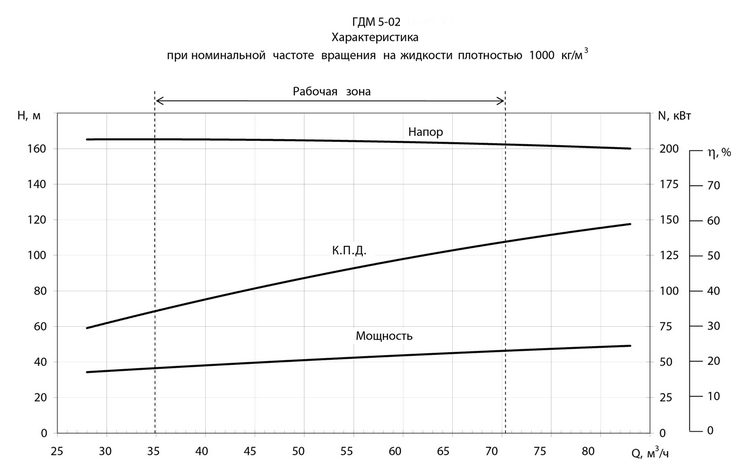 ГДМ 5-02
Характеристика
при номинальной частоте вращения на жидкости плотностью 1000 кг/м³
Рабочая зона
H, м
N, кВт
η, %
Напор
К.П.Д.
Мощность
160
140
120
100
80
60
40
20
0
200
175
150
125
100
75
50
25
0
70
60
50
40
30
20
10
0
25 30 35 40 45 50 55 60 65 70 75 80 Q, м³/ч